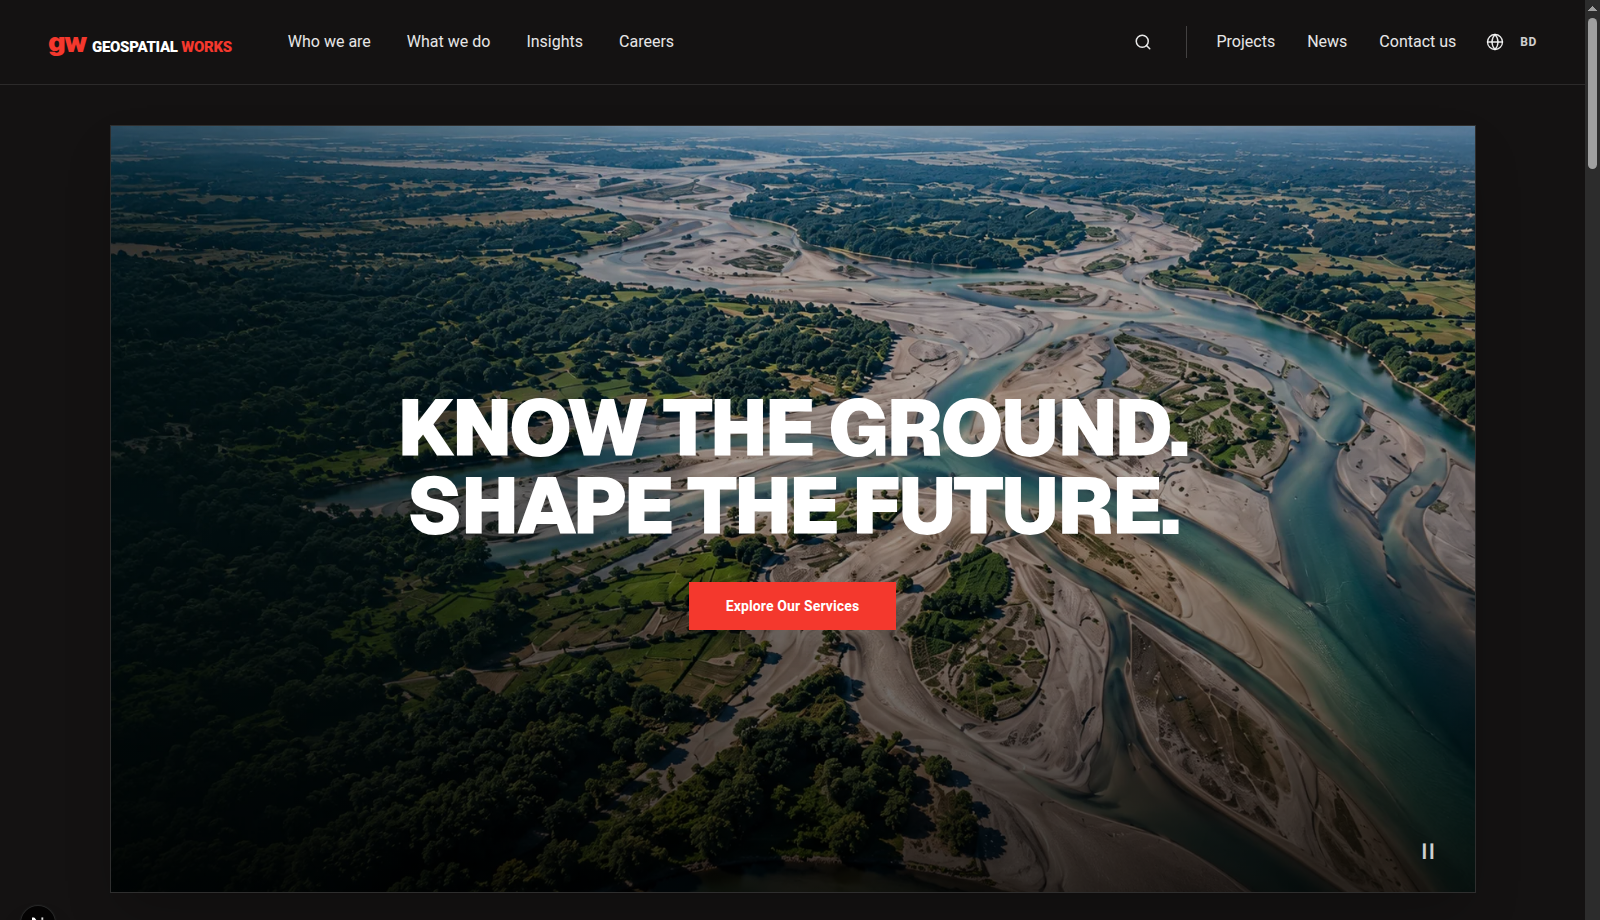 gw GEOSPATIAL WORKS
Who we are
What we do
Insights
Careers
Projects
News
Contact us
BD
KNOW THE GROUND.
SHAPE THE FUTURE.
Explore Our Services